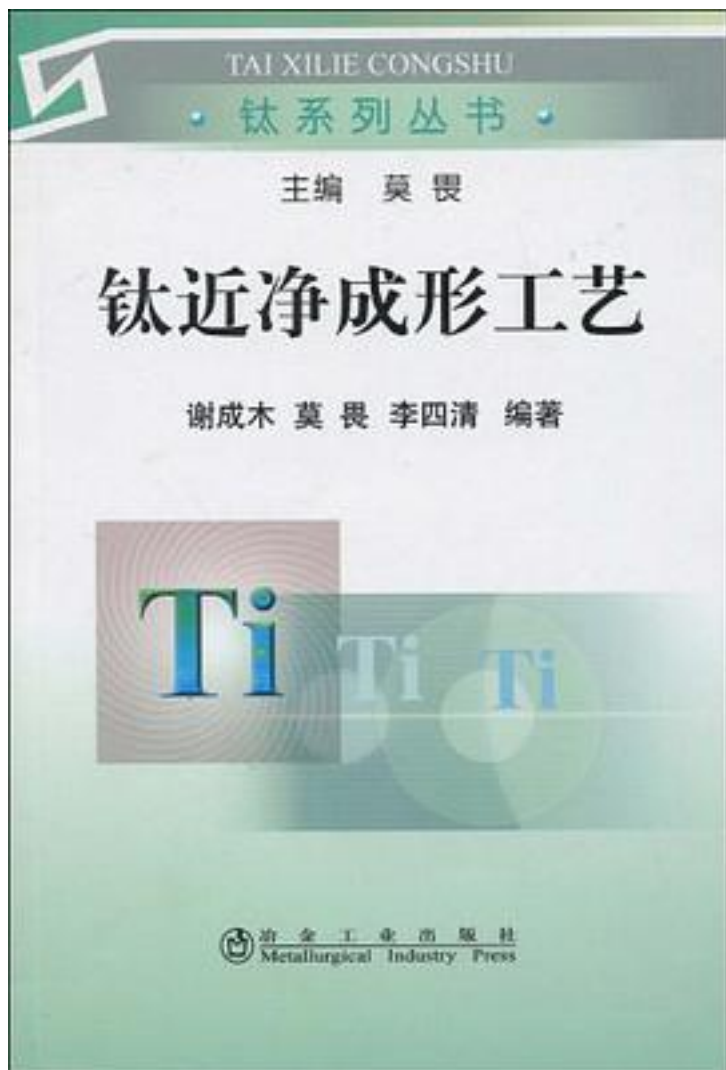 TAI XILIE CONGSHU
·钛系列丛书·
主编 莫畏
钛近净成形工艺
谢成木 莫畏 李四清 编著
Ti
Ti
Ti
冶金工业出版社
Metallurgical Industry Press